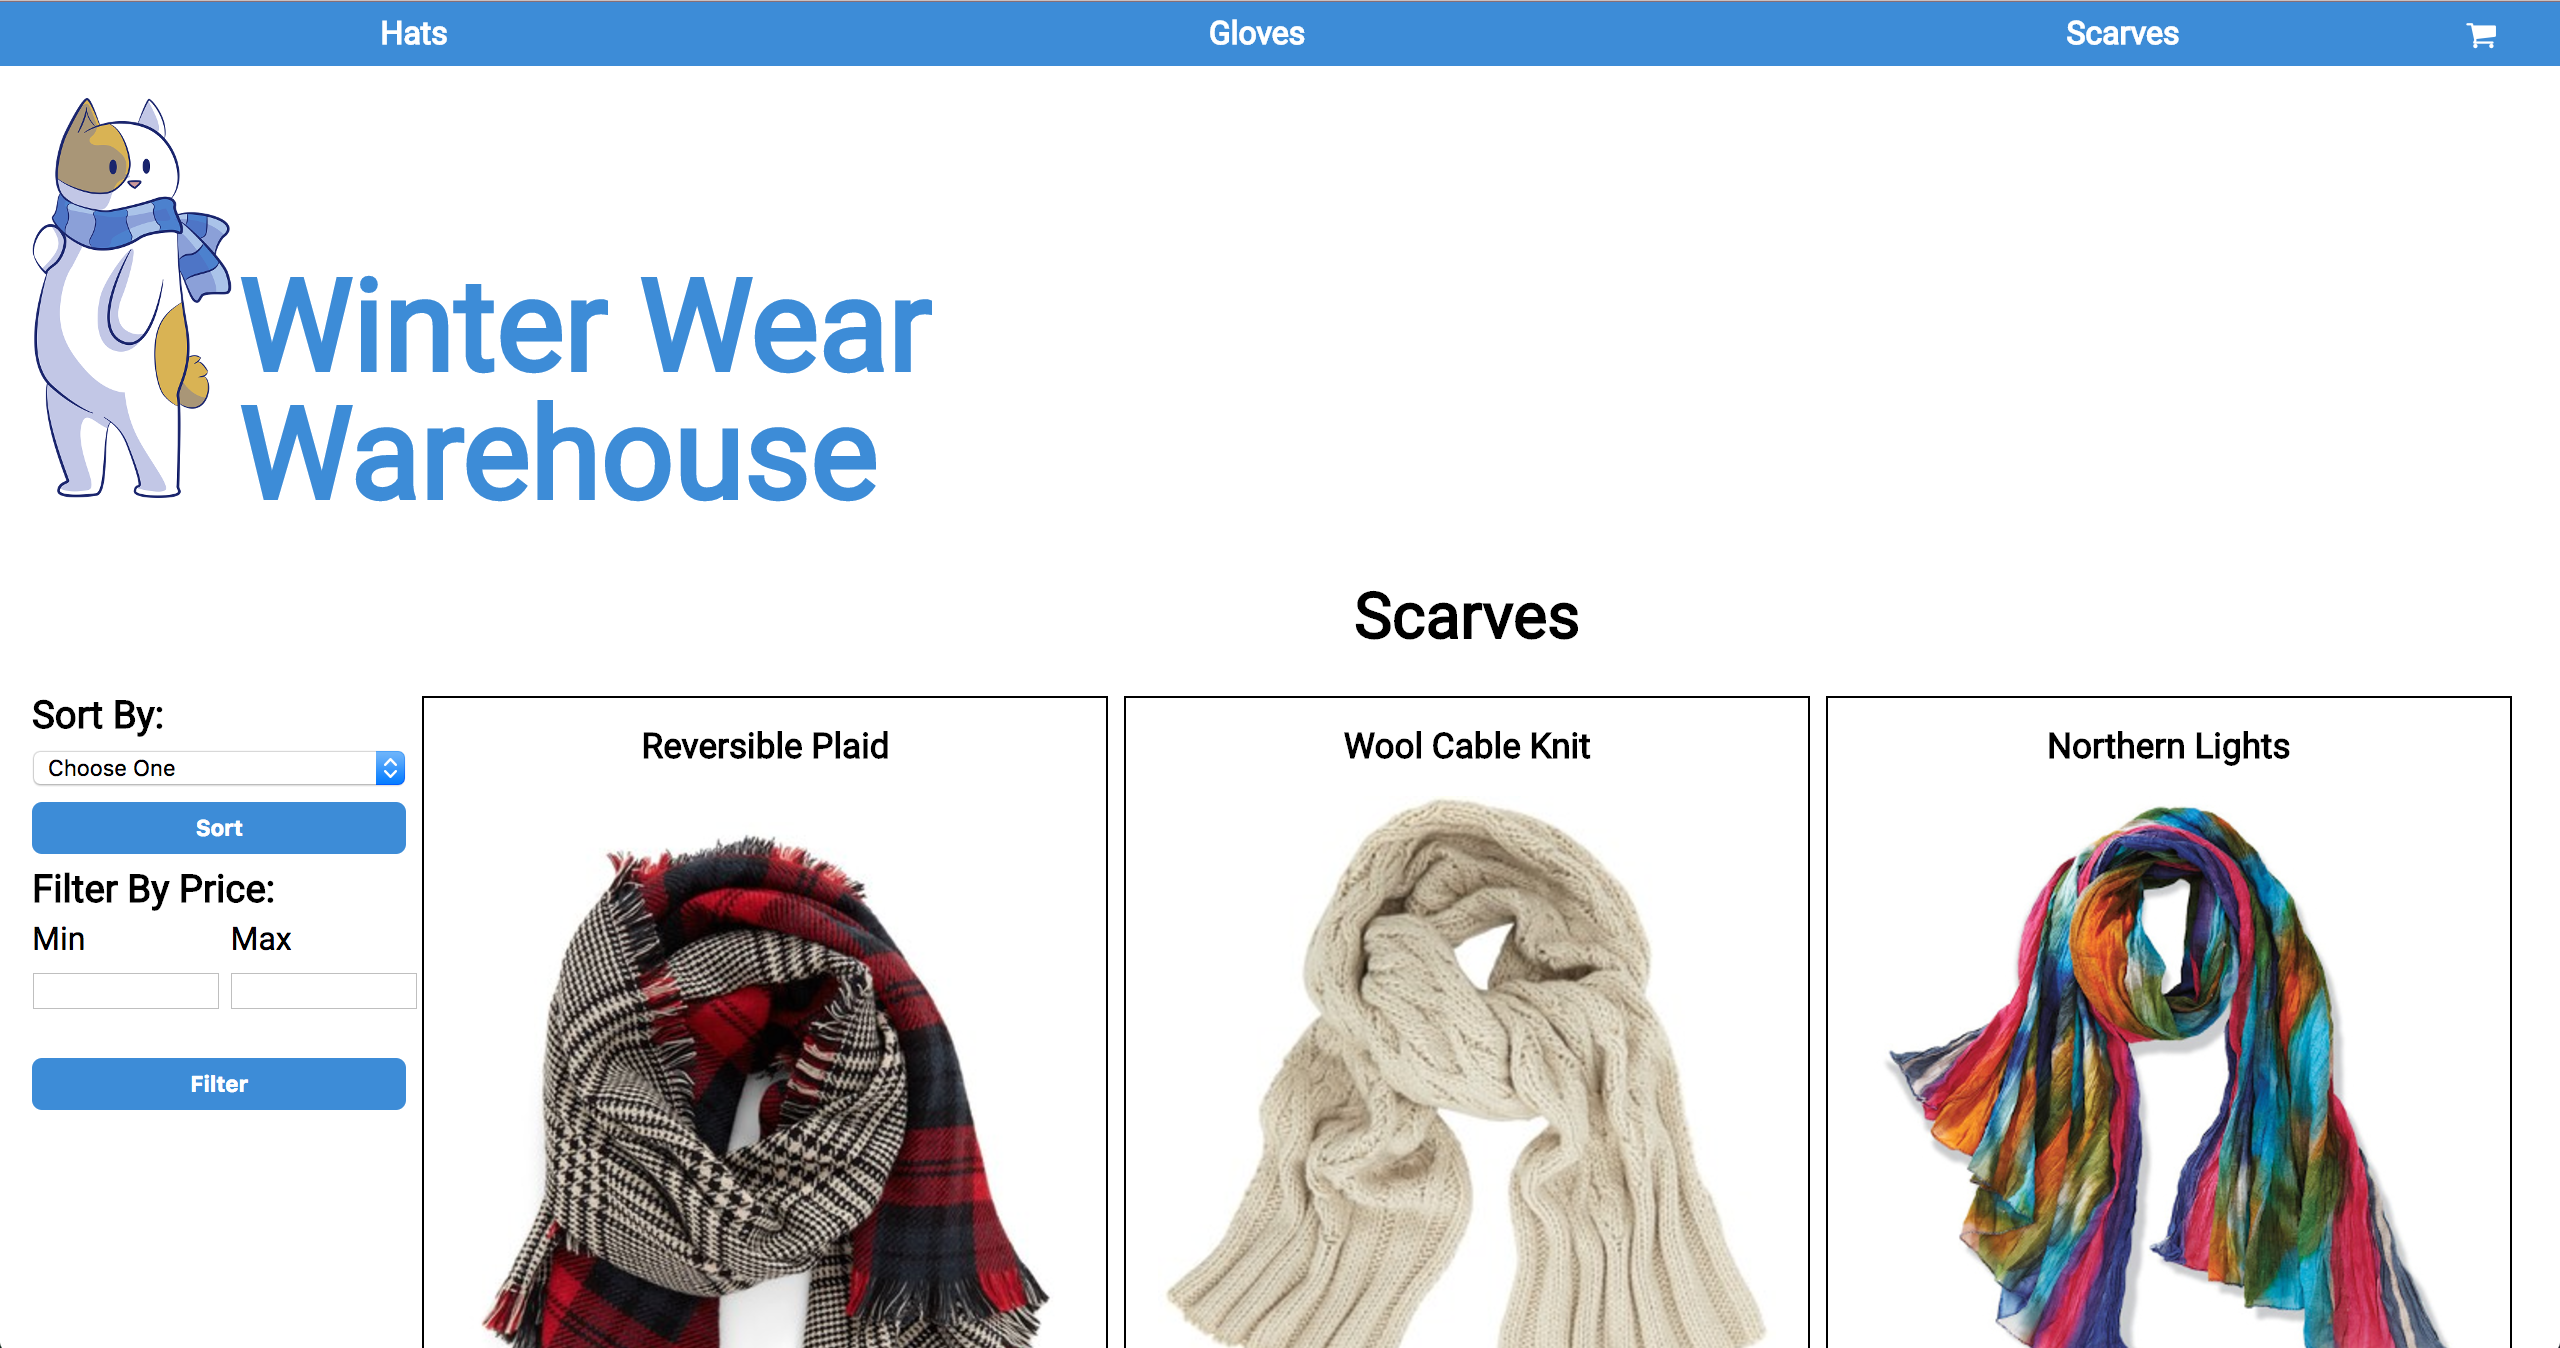 Hats Gloves Scarves
Winter Wear
Warehouse
Scarves
Sort By:
Choose One
Sort
Filter By Price:
Min Max
Filter
Reversible Plaid
Wool Cable Knit
Northern Lights